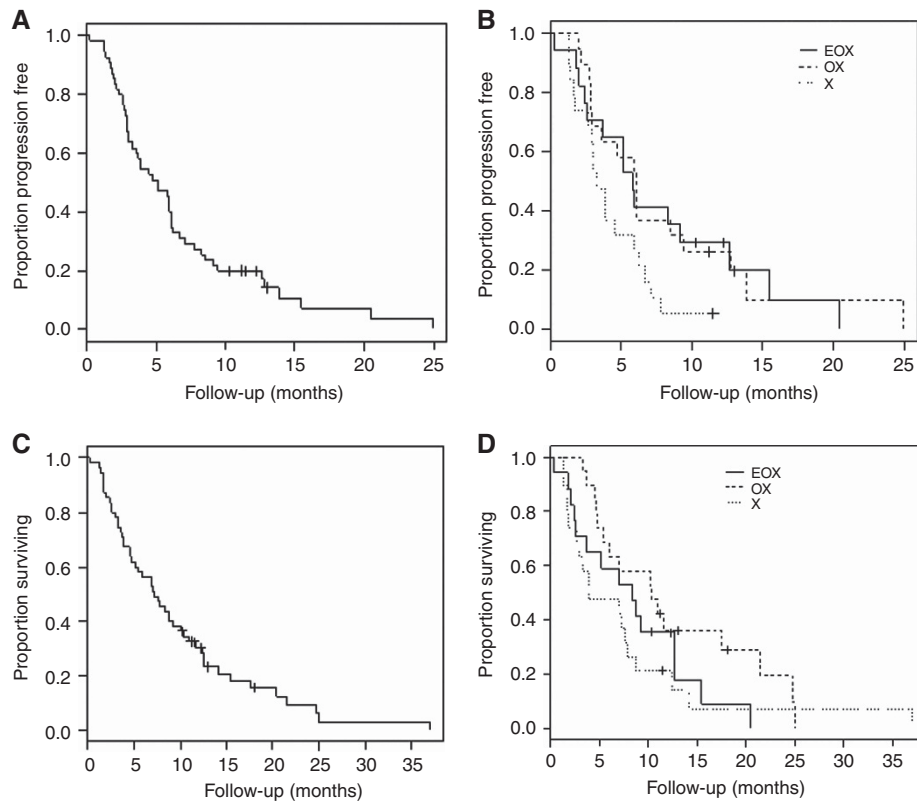 A
1.0
0.8
0.6
0.4
0.2
0.0
Proportion progression free
0 5 10 15 20 25
Follow-up (months)
B
1.0
0.8
0.6
0.4
0.2
0.0
Proportion progression free
EOX
OX
X
0 5 10 15 20 25
Follow-up (months)
C
1.0
0.8
0.6
0.4
0.2
0.0
Proportion surviving
0 5 10 15 20 25 30 35
Follow-up (months)
D
1.0
0.8
0.6
0.4
0.2
0.0
Proportion surviving
EOX
OX
X
0 5 10 15 20 25 30 35
Follow-up (months)